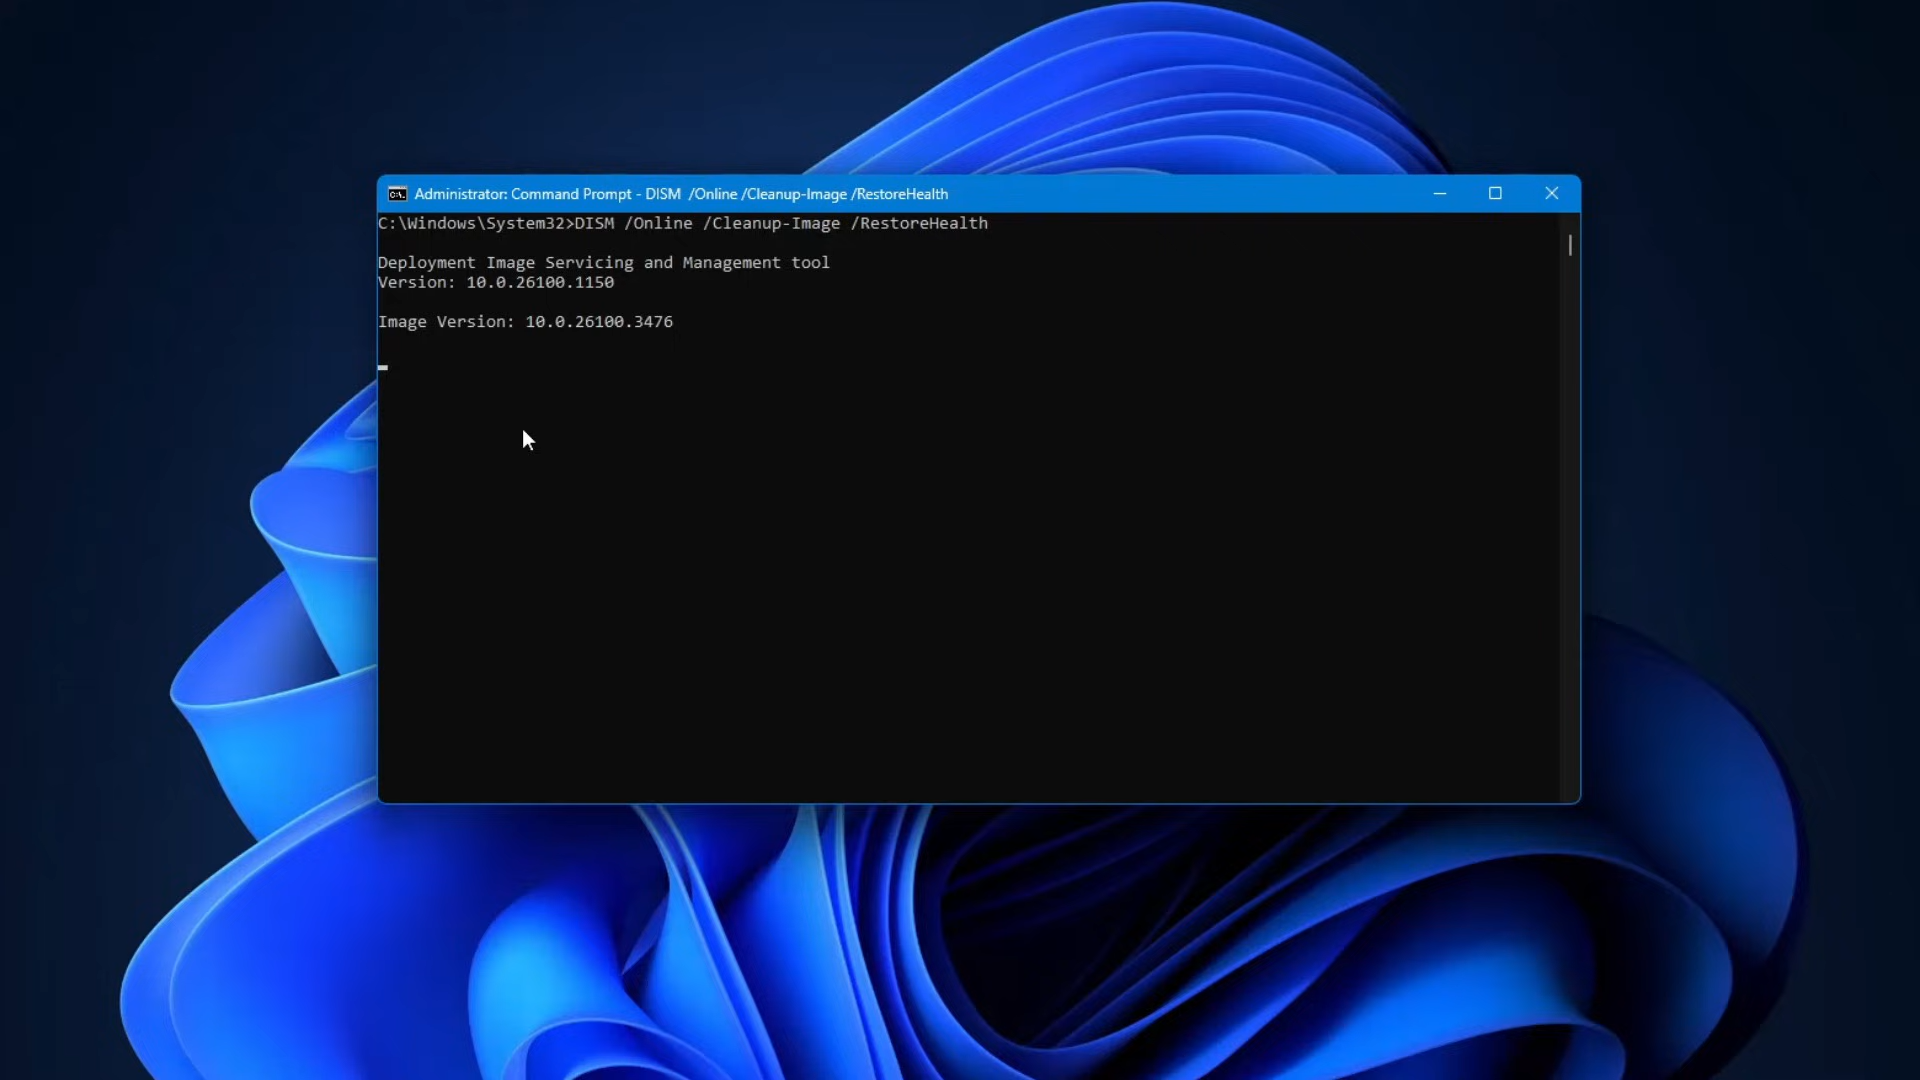 Administrator: Command Prompt - DISM  /Online /Cleanup-Image /RestoreHealth
C:\Windows\System32>DISM /Online /Cleanup-Image /RestoreHealth
Deployment Image Servicing and Management tool
Version: 10.0.26100.1150
Image Version: 10.0.26100.3476